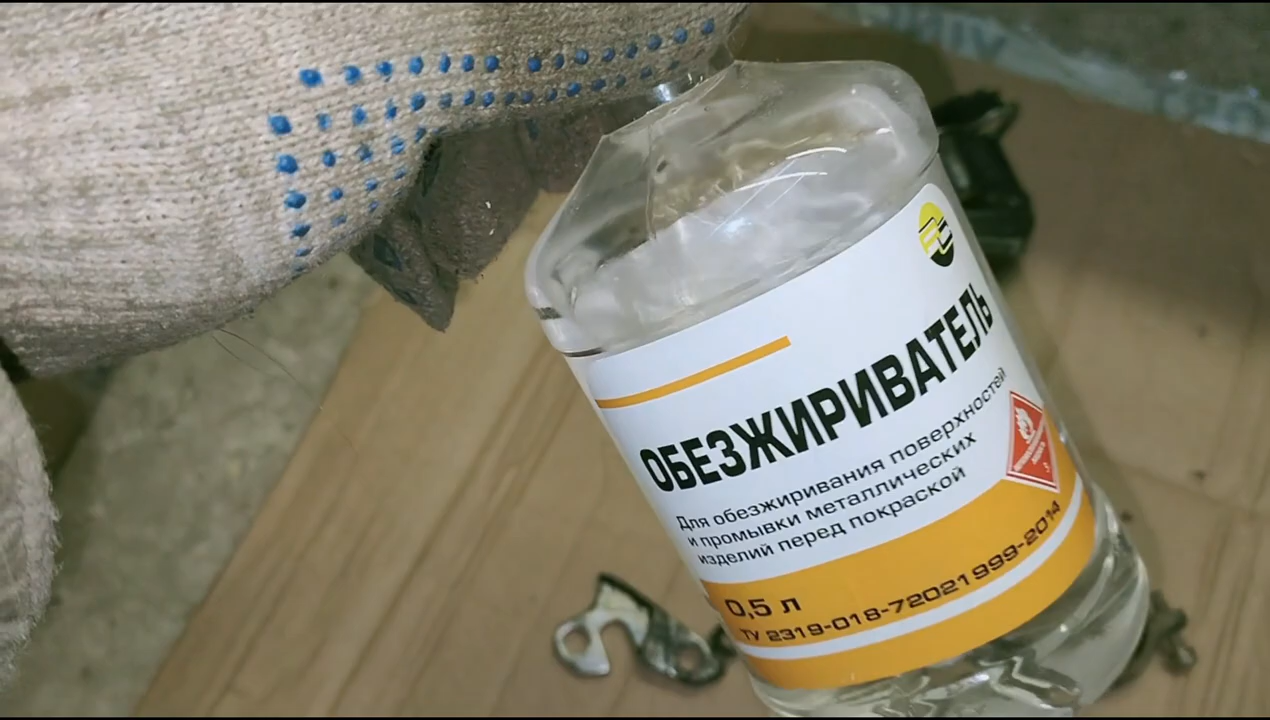 ОБЕЗЖИРИВАТЕЛЬ
Для обезжиривания поверхностей
и промывки металлических
изделий перед покраской
0,5 л
ТУ 2319-018-72021999-2014